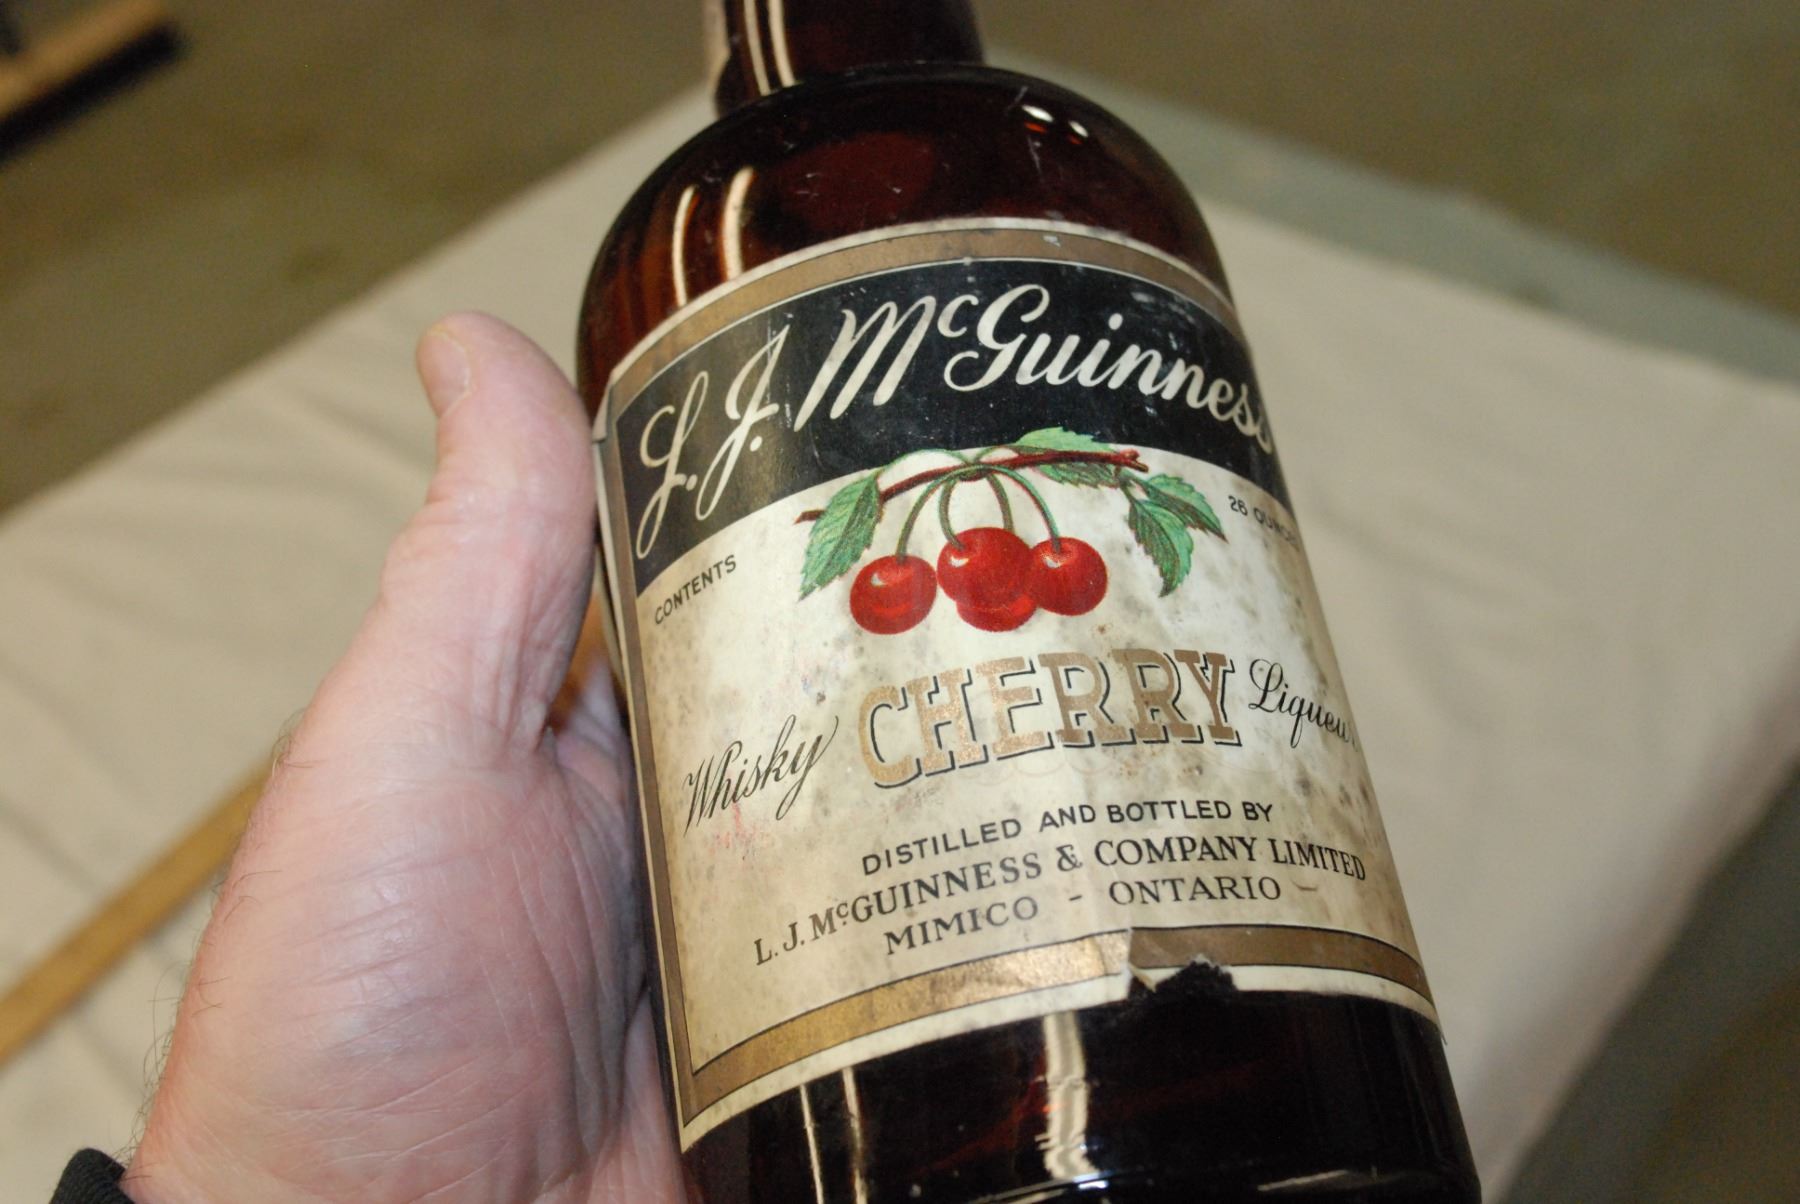 L. J. McGuinness
CONTENTS 26 OUNCES
Whisky CHERRY Liqueur
DISTILLED AND BOTTLED BY
L. J. McGUINNESS & COMPANY LIMITED
MIMICO - ONTARIO